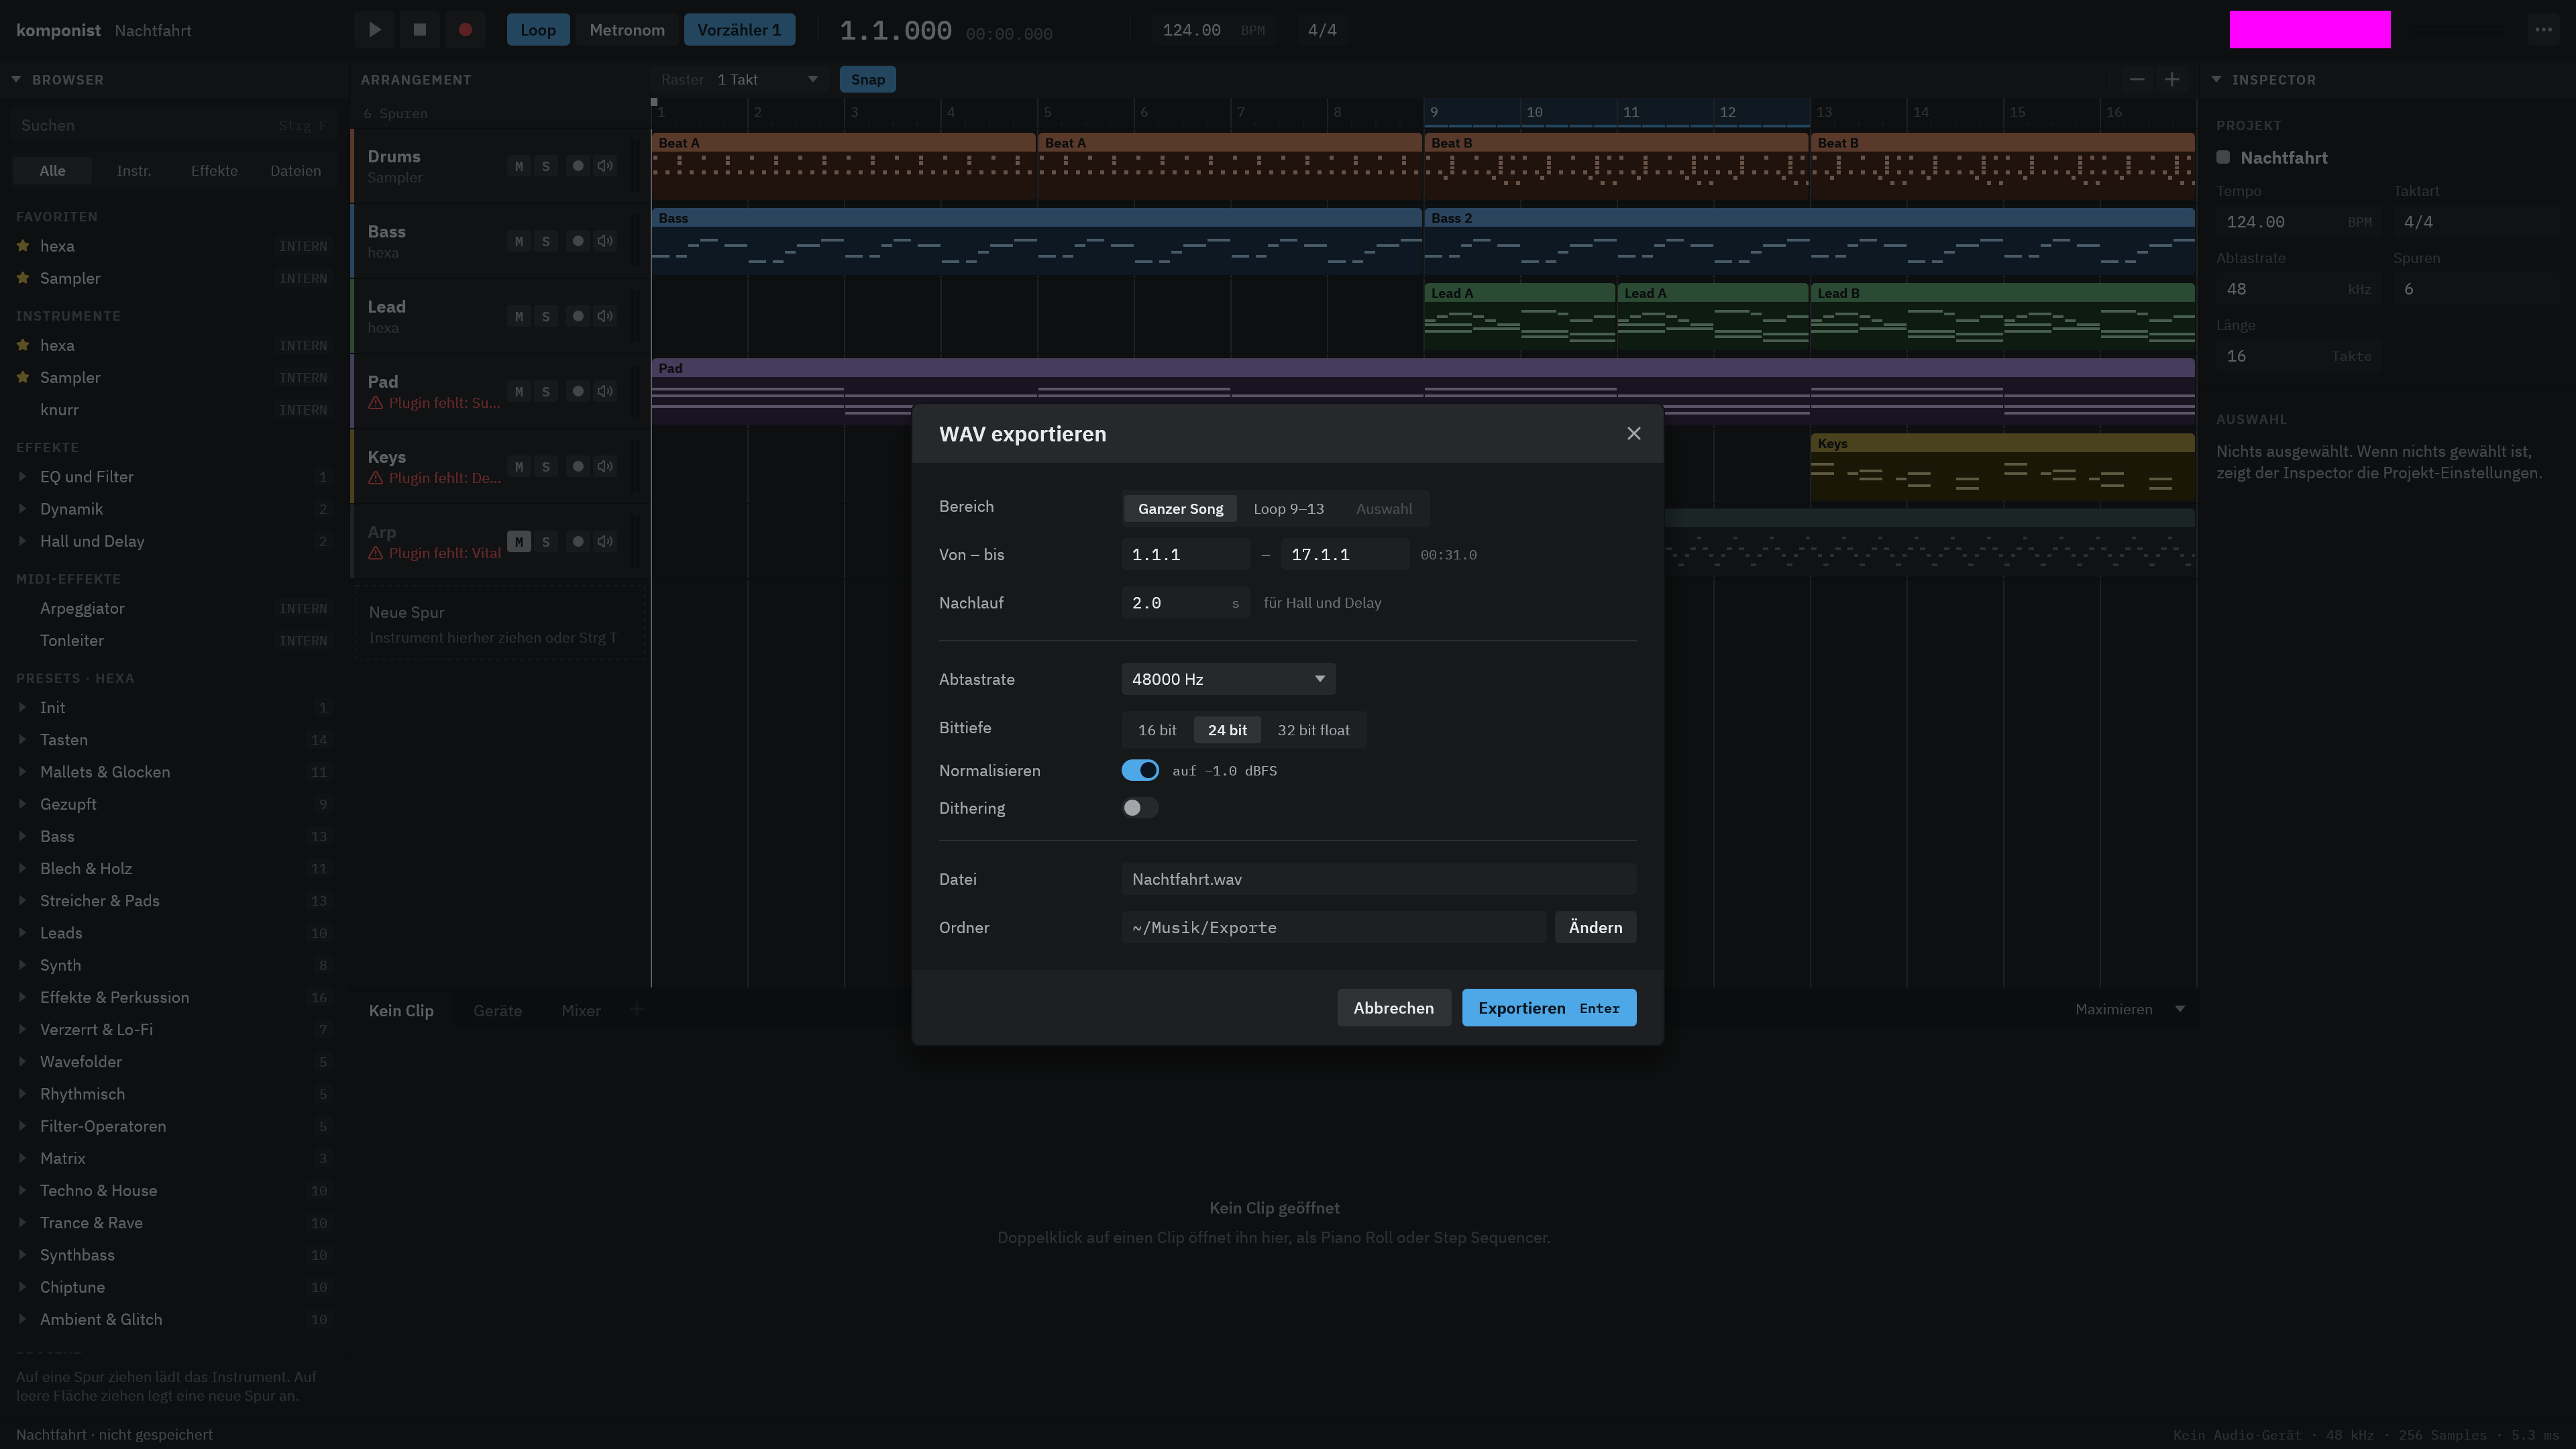 komponist Nachtfahrt Loop Metronom Vorzähler 1 1.1.000 00:00.000 124.00 BPM 4/4
BROWSER
Suchen Strg F
Alle Instr. Effekte Dateien
FAVORITEN
hexa INTERN
Sampler INTERN
INSTRUMENTE
hexa INTERN
Sampler INTERN
knurr INTERN
EFFEKTE
EQ und Filter 1
Dynamik 2
Hall und Delay 2
MIDI-EFFEKTE
Arpeggiator INTERN
Tonleiter INTERN
PRESETS · HEXA
Init 1
Tasten 14
Mallets & Glocken 11
Gezupft 9
Bass 13
Blech & Holz 11
Streicher & Pads 13
Leads 10
Synth 8
Effekte & Perkussion 16
Verzerrt & Lo-Fi 7
Wavefolder 5
Rhythmisch 5
Filter-Operatoren 5
Matrix 3
Techno & House 10
Trance & Rave 10
Synthbass 10
Chiptune 10
Ambient & Glitch 10
Auf eine Spur ziehen lädt das Instrument. Auf
leere Fläche ziehen legt eine neue Spur an.
Nachtfahrt · nicht gespeichert
ARRANGEMENT Raster 1 Takt Snap
6 Spuren 1 2 3 4 5 6 7 8 9 10 11 12 13 14 15 16
Drums M S
Sampler
Beat A Beat A Beat B Beat B
Bass M S
hexa
Bass Bass 2
Lead M S
hexa
Lead A Lead A Lead B
Pad M S
Plugin fehlt: Su...
Pad
Keys M S
Plugin fehlt: De...
Keys
Arp M S
Plugin fehlt: Vital
Neue Spur
Instrument hierher ziehen oder Strg T
WAV exportieren
Bereich Ganzer Song Loop 9–13 Auswahl
Von – bis 1.1.1 – 17.1.1 00:31.0
Nachlauf 2.0 s für Hall und Delay
Abtastrate 48000 Hz
Bittiefe 16 bit 24 bit 32 bit float
Normalisieren auf −1.0 dBFS
Dithering
Datei Nachtfahrt.wav
Ordner ~/Musik/Exporte Ändern
Abbrechen Exportieren Enter
Kein Clip Geräte Mixer Maximieren
Kein Clip geöffnet
Doppelklick auf einen Clip öffnet ihn hier, als Piano Roll oder Step Sequencer.
INSPECTOR
PROJEKT
Nachtfahrt
Tempo Taktart
124.00 BPM 4/4
Abtastrate Spuren
48 kHz 6
Länge
16 Takte
AUSWAHL
Nichts ausgewählt. Wenn nichts gewählt ist,
zeigt der Inspector die Projekt-Einstellungen.
Kein Audio-Gerät · 48 kHz · 256 Samples · 5.3 ms